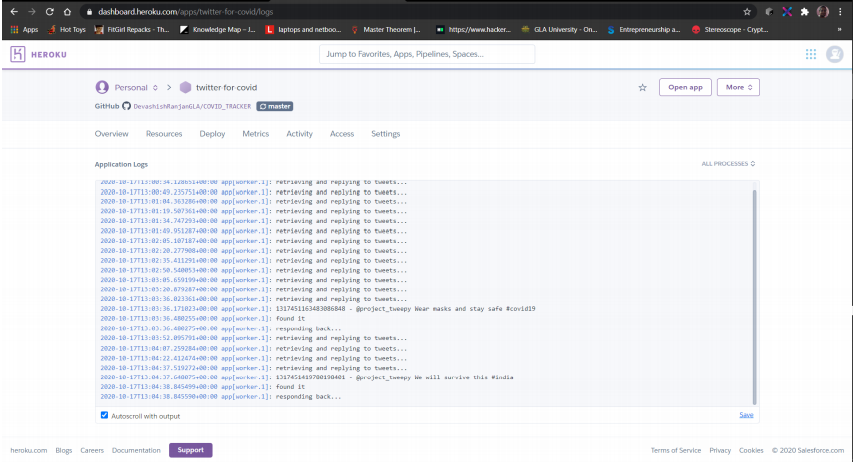 dashboard.heroku.com/apps/twitter-for-covid/logs
Apps Hot Toys FitGirl Repacks - Th... Knowledge Map - J... laptops and netboo... Master Theorem |... https://www.hacker... GLA University - On... Entrepreneurship a... Stereoscope - Crypt... »
HEROKU
Jump to Favorites, Apps, Pipelines, Spaces...
Personal > twitter-for-covid
Open app More
GitHub DevashishRanjanGLA/COVID_TRACKER master
Overview Resources Deploy Metrics Activity Access Settings
Application Logs ALL PROCESSES
2020-10-17T13:00:34.128651+00:00 app[worker.1]: retrieving and replying to tweets...
2020-10-17T13:00:49.235751+00:00 app[worker.1]: retrieving and replying to tweets...
2020-10-17T13:01:04.363286+00:00 app[worker.1]: retrieving and replying to tweets...
2020-10-17T13:01:19.507361+00:00 app[worker.1]: retrieving and replying to tweets...
2020-10-17T13:01:34.747293+00:00 app[worker.1]: retrieving and replying to tweets...
2020-10-17T13:01:49.951287+00:00 app[worker.1]: retrieving and replying to tweets...
2020-10-17T13:02:05.107187+00:00 app[worker.1]: retrieving and replying to tweets...
2020-10-17T13:02:20.277908+00:00 app[worker.1]: retrieving and replying to tweets...
2020-10-17T13:02:35.411291+00:00 app[worker.1]: retrieving and replying to tweets...
2020-10-17T13:02:50.540053+00:00 app[worker.1]: retrieving and replying to tweets...
2020-10-17T13:03:05.659199+00:00 app[worker.1]: retrieving and replying to tweets...
2020-10-17T13:03:20.879287+00:00 app[worker.1]: retrieving and replying to tweets...
2020-10-17T13:03:36.023361+00:00 app[worker.1]: retrieving and replying to tweets...
2020-10-17T13:03:36.171023+00:00 app[worker.1]: 1317451163483086848 - @project_tweepy Wear masks and stay safe #covid19
2020-10-17T13:03:36.480255+00:00 app[worker.1]: found it
2020-10-17T13:03:36.480275+00:00 app[worker.1]: responding back...
2020-10-17T13:03:52.095791+00:00 app[worker.1]: retrieving and replying to tweets...
2020-10-17T13:04:07.259284+00:00 app[worker.1]: retrieving and replying to tweets...
2020-10-17T13:04:22.412474+00:00 app[worker.1]: retrieving and replying to tweets...
2020-10-17T13:04:37.519272+00:00 app[worker.1]: retrieving and replying to tweets...
2020-10-17T13:04:37.640075+00:00 app[worker.1]: 1317451419780198401 - @project_tweepy We will survive this #india
2020-10-17T13:04:38.845499+00:00 app[worker.1]: found it
2020-10-17T13:04:38.845590+00:00 app[worker.1]: responding back...
Autoscroll with output Save
heroku.com Blogs Careers Documentation Support Terms of Service Privacy Cookies © 2020 Salesforce.com